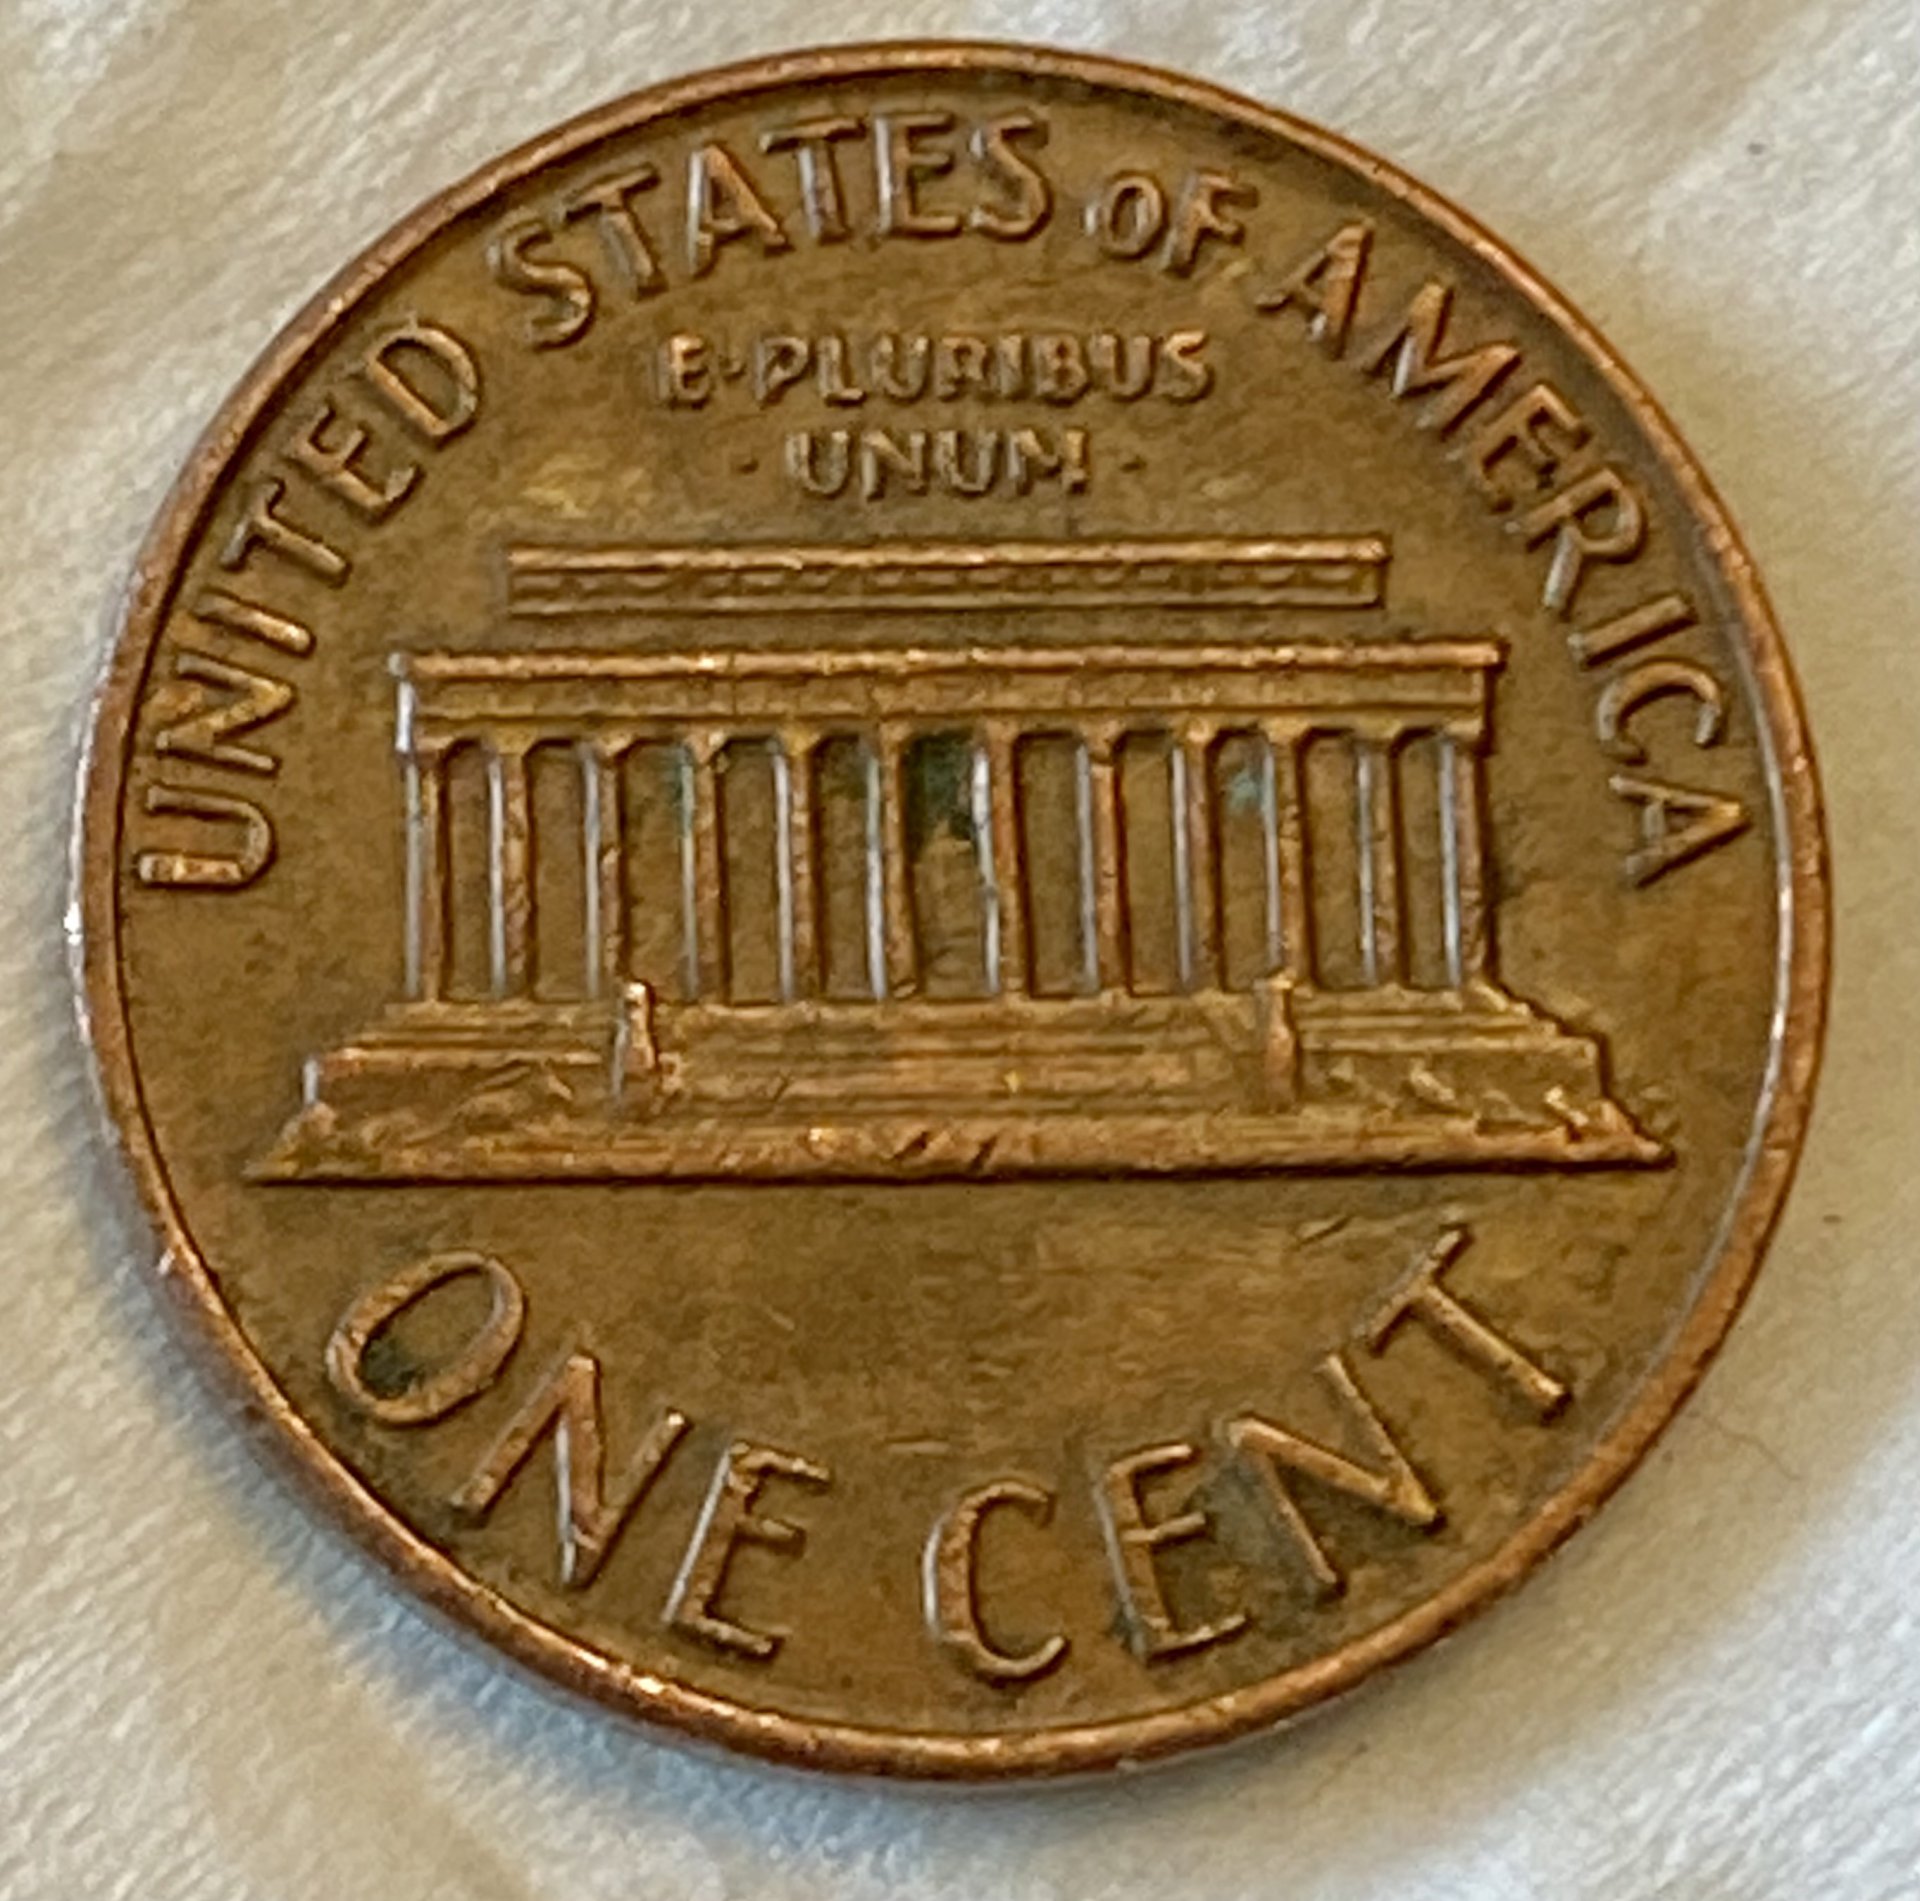 UNITED STATES OF AMERICA
E·PLURIBUS
·UNUM·
ONE CENT